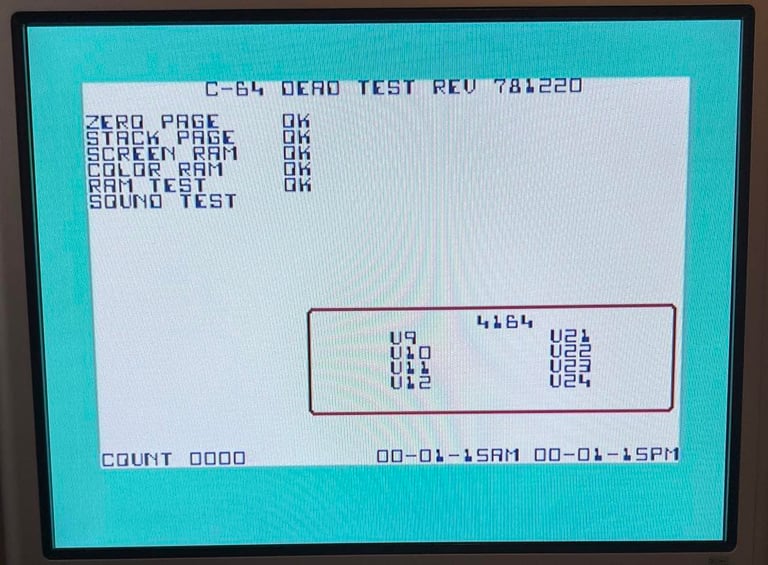 C-64 DEAD TEST REV 781220
ZERO PAGE OK
STACK PAGE OK
SCREEN RAM OK
COLOR RAM OK
RAM TEST OK
SOUND TEST
4164
U9 U21
U10 U22
U11 U23
U12 U24
COUNT 0000 00-01-15AM 00-01-15PM